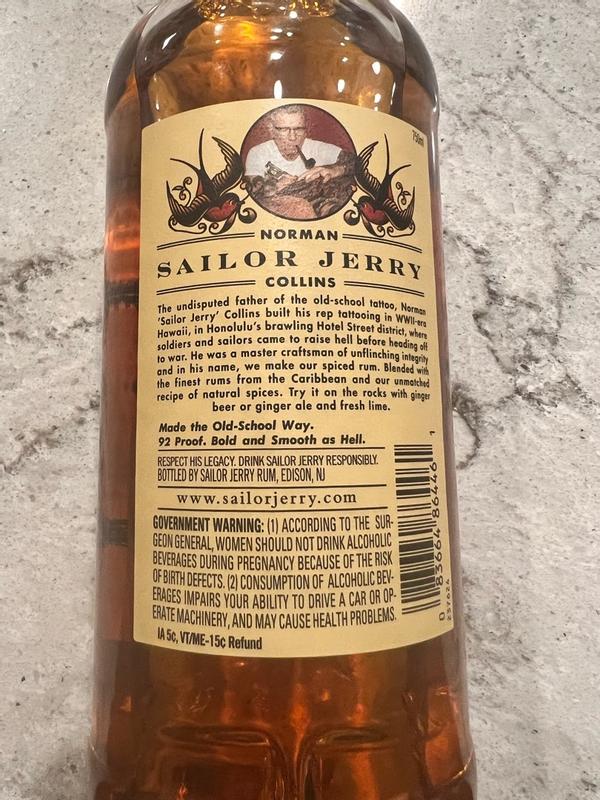 750ml
NORMAN
SAILOR JERRY
COLLINS
The undisputed father of the old-school tattoo, Norman
'Sailor Jerry' Collins built his rep tattooing in WWII-era
Hawaii, in Honolulu's brawling Hotel Street district, where
soldiers and sailors came to raise hell before heading off
to war. He was a master craftsman of unflinching integrity
and in his name, we make our spiced rum. Blended with
the finest rums from the Caribbean and our unmatched
recipe of natural spices. Try it on the rocks with ginger
beer or ginger ale and fresh lime.
Made the Old-School Way.
92 Proof. Bold and Smooth as Hell.
RESPECT HIS LEGACY. DRINK SAILOR JERRY RESPONSIBLY.
BOTTLED BY SAILOR JERRY RUM, EDISON, NJ
www.sailorjerry.com
GOVERNMENT WARNING: (1) ACCORDING TO THE SUR-
GEON GENERAL, WOMEN SHOULD NOT DRINK ALCOHOLIC
BEVERAGES DURING PREGNANCY BECAUSE OF THE RISK
OF BIRTH DEFECTS. (2) CONSUMPTION OF ALCOHOLIC BEV-
ERAGES IMPAIRS YOUR ABILITY TO DRIVE A CAR OR OP-
ERATE MACHINERY, AND MAY CAUSE HEALTH PROBLEMS.
IA 5¢, VT/ME-15¢ Refund
0 83664 86446 1